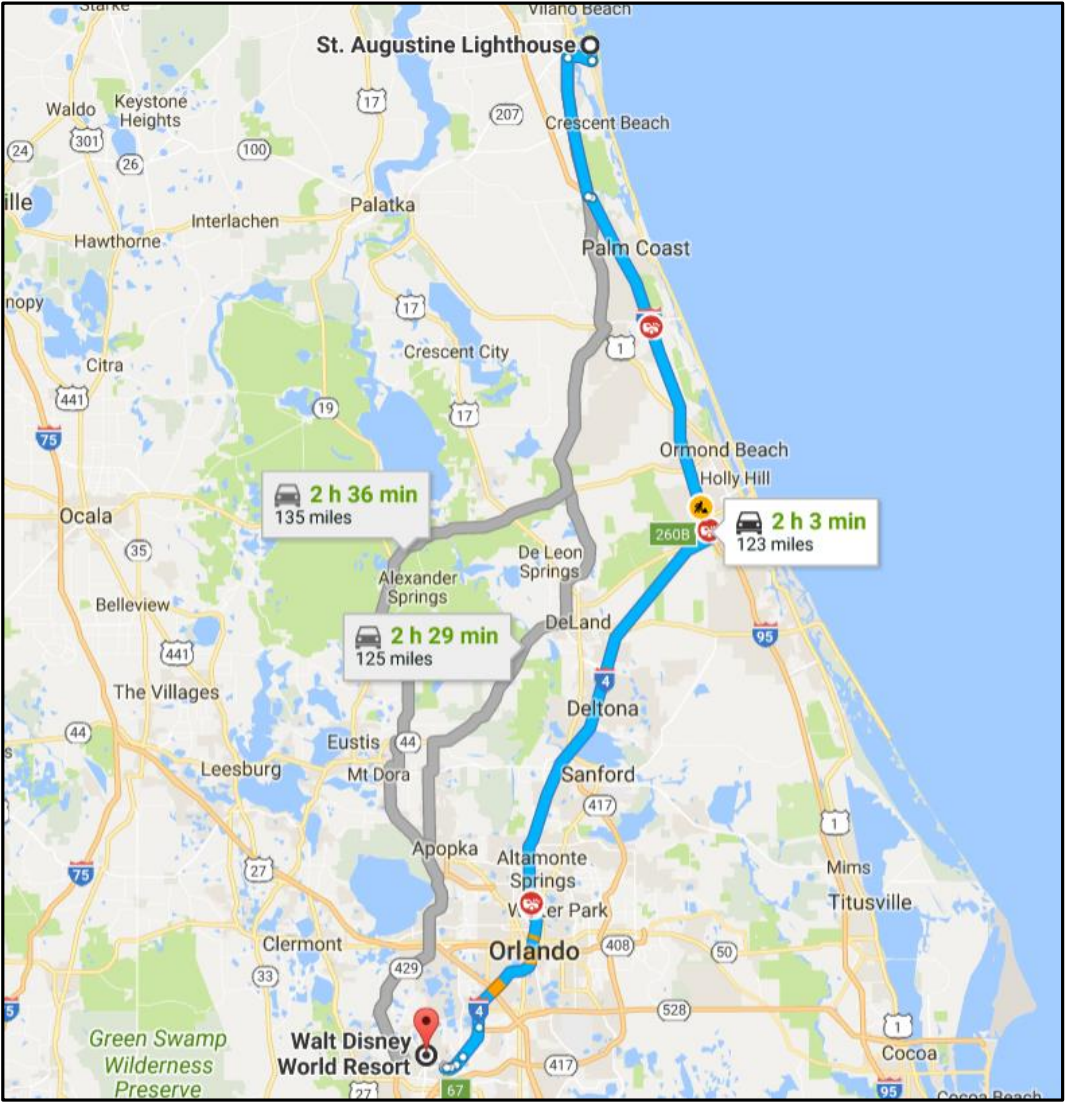 Starke
Vilano Beach
St. Augustine Lighthouse
Waldo
Keystone
Heights
17
207
Crescent Beach
301
24
26
100
ille
Interlachen
Palatka
Hawthorne
Palm Coast
nopy
17
1
Crescent City
Citra
441
19
17
75
Ormond Beach
Holly Hill
2 h 36 min
135 miles
2 h 3 min
123 miles
260B
Ocala
35
De Leon
Springs
Alexander
Springs
Belleview
DeLand
2 h 29 min
125 miles
95
441
4
The Villages
Deltona
44
Eustis
44
s
Leesburg
Mt Dora
Sanford
417
1
Apopka
Altamonte
Springs
27
75
Mims
Titusville
Park
Clermont
Orlando
408
50
429
33
5
4
528
Green Swamp
Wilderness
Preserve
Walt Disney
World Resort
1
Cocoa
417
67
27
95
Cocoa Beach